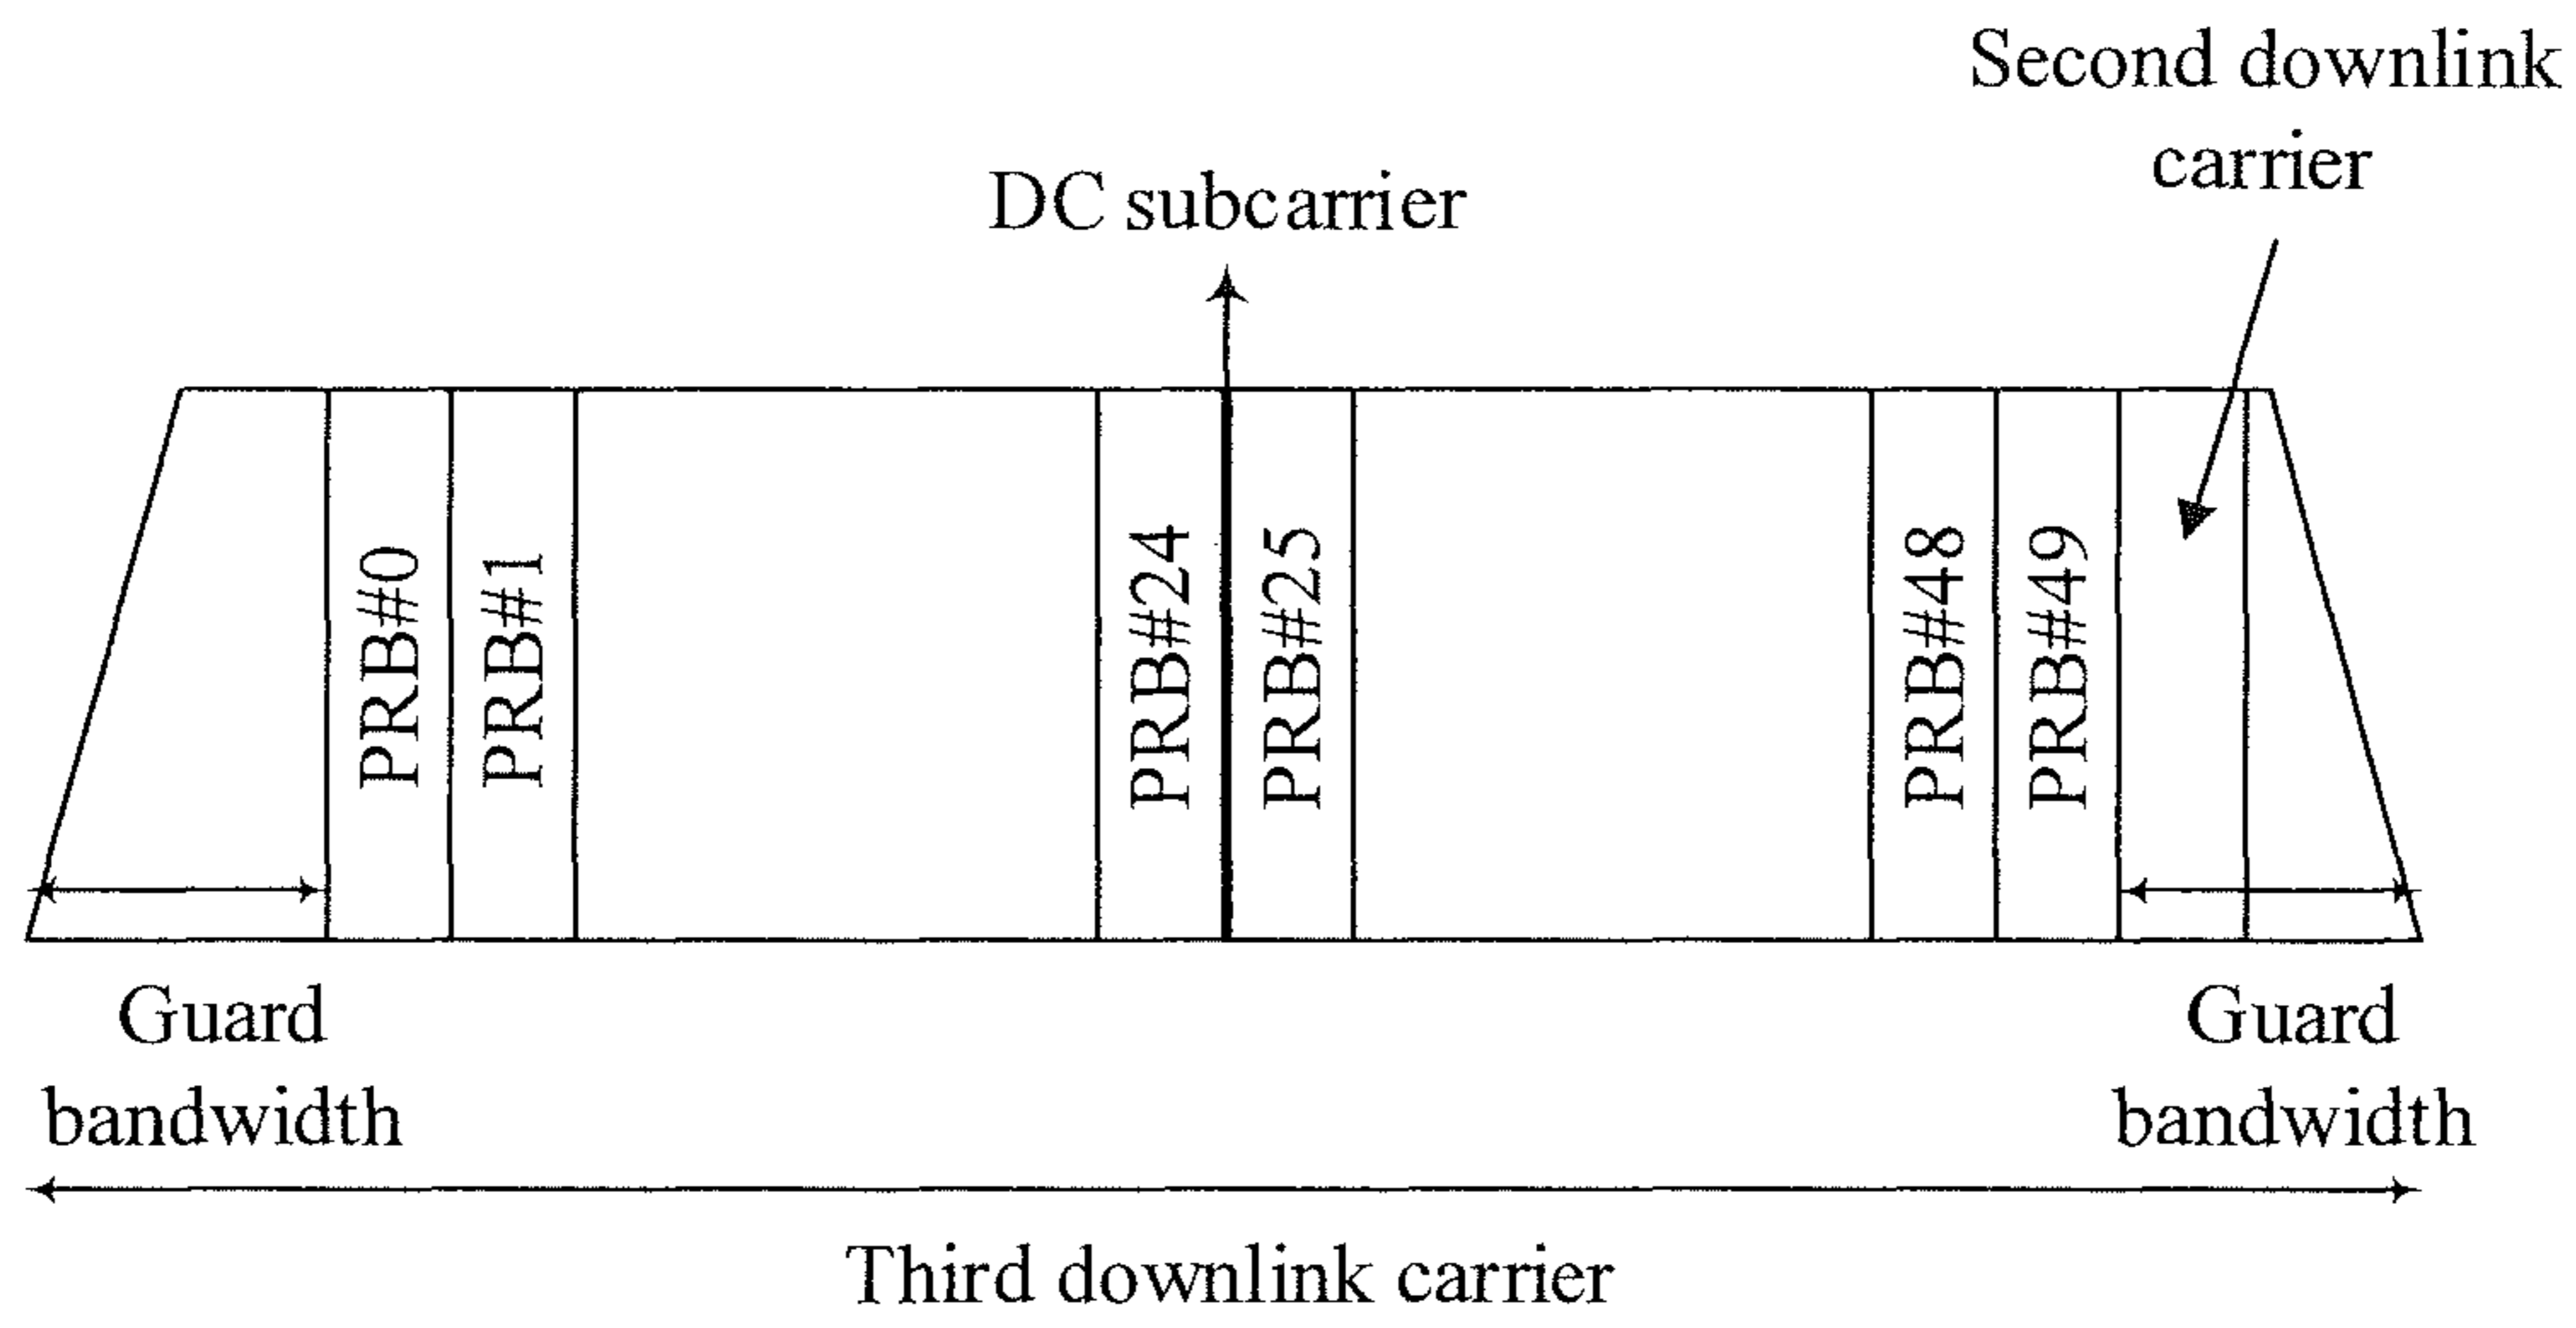 Second downlink
carrier
DC subcarrier
PRB#0
PRB#1
PRB#24
PRB#25
PRB#48
PRB#49
Guard
bandwidth
Guard
bandwidth
Third downlink carrier